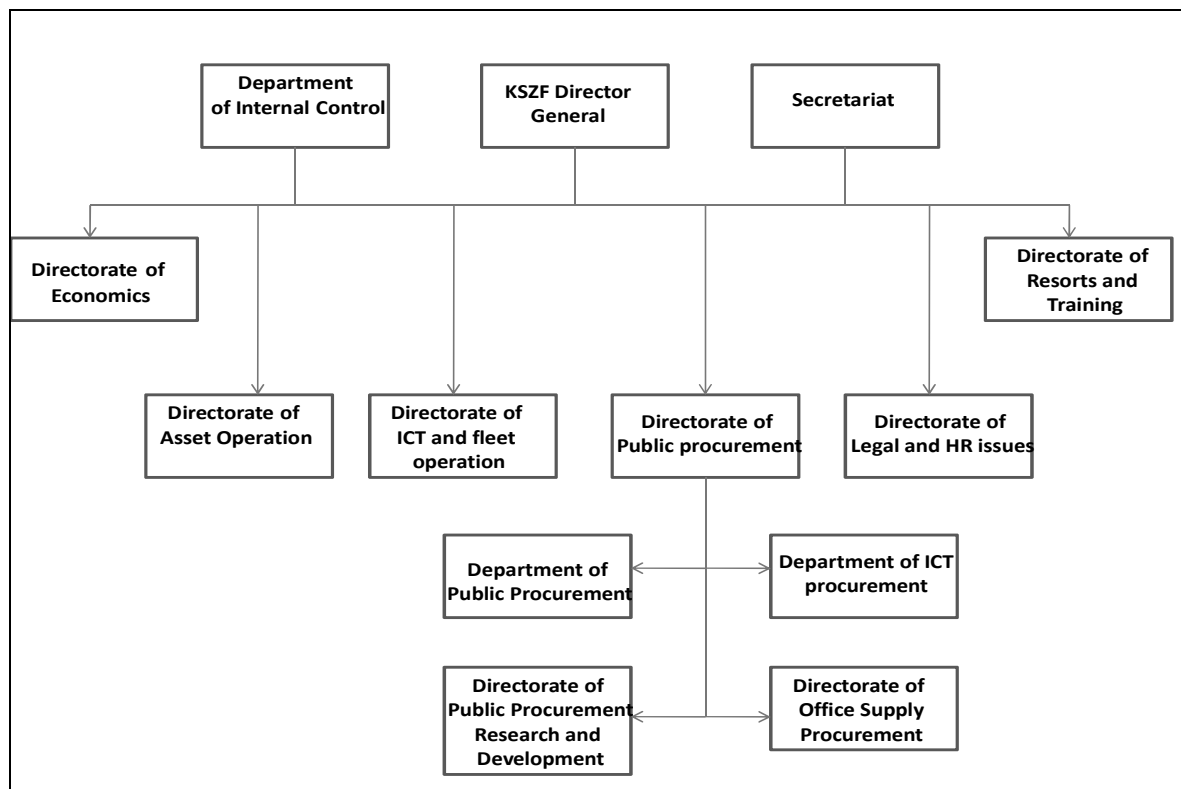 Department
of Internal Control
KSZF Director
General
Secretariat
Directorate of
Economics
Directorate of
Resorts and
Training
Directorate of
Asset Operation
Directorate of
ICT and fleet
operation
Directorate of
Public procurement
Directorate of
Legal and HR issues
Department of
Public Procurement
Department of ICT
procurement
Directorate of
Public Procurement
Research and
Development
Directorate of
Office Supply
Procurement